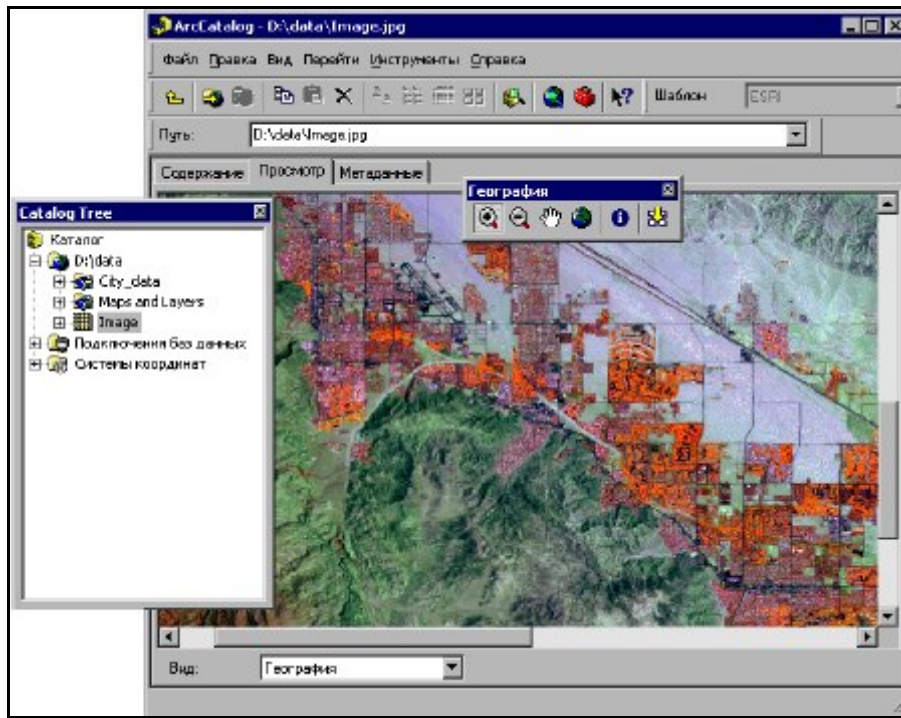 ArcCatalog - D:\data\Image.jpg
Файл Правка Вид Перейти Инструменты Справка
Шаблон ESRI
Путь: D:\data\Image.jpg
Содержание Просмотр Метаданные
География
Catalog Tree
Каталог
D:\data
City_data
Maps and Layers
Image
Подключения баз данных
Системы координат
Вид: География